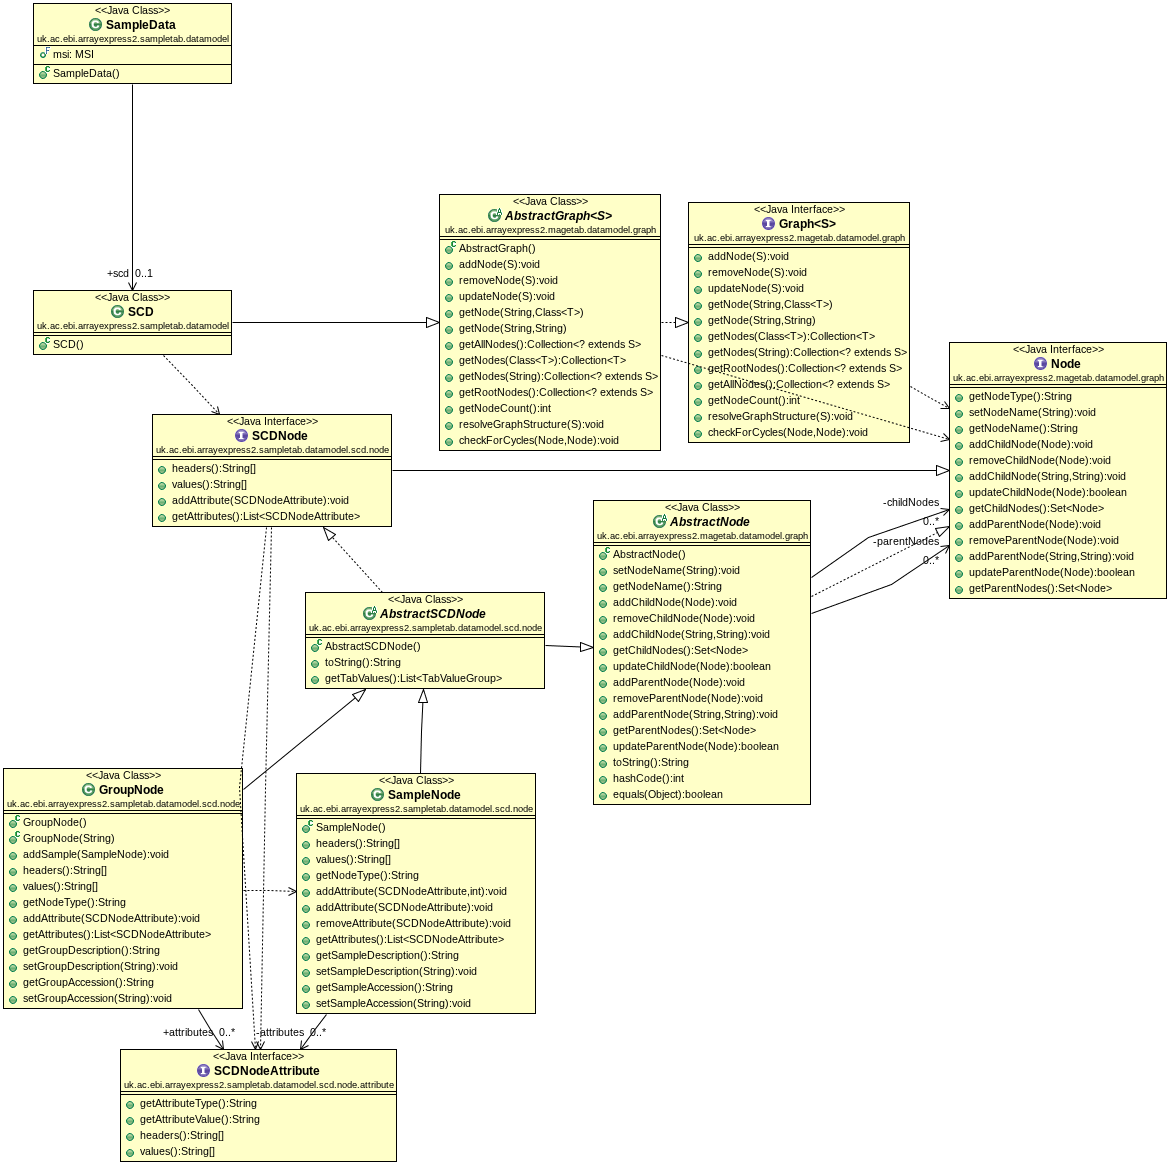 <<Java Class>>
SampleData
uk.ac.ebi.arrayexpress2.sampletab.datamodel
msi: MSI
SampleData()
+scd 0..1
<<Java Class>>
SCD
uk.ac.ebi.arrayexpress2.sampletab.datamodel
SCD()
<<Java Class>>
AbstractGraph<S>
uk.ac.ebi.arrayexpress2.magetab.datamodel.graph
AbstractGraph()
addNode(S):void
removeNode(S):void
updateNode(S):void
getNode(String,Class<T>)
getNode(String,String)
getAllNodes():Collection<? extends S>
getNodes(Class<T>):Collection<T>
getNodes(String):Collection<? extends S>
getRootNodes():Collection<? extends S>
getNodeCount():int
resolveGraphStructure(S):void
checkForCycles(Node,Node):void
<<Java Interface>>
Graph<S>
uk.ac.ebi.arrayexpress2.magetab.datamodel.graph
addNode(S):void
removeNode(S):void
updateNode(S):void
getNode(String,Class<T>)
getNode(String,String)
getNodes(Class<T>):Collection<T>
getNodes(String):Collection<? extends S>
getRootNodes():Collection<? extends S>
getAllNodes():Collection<? extends S>
getNodeCount():int
resolveGraphStructure(S):void
checkForCycles(Node,Node):void
<<Java Interface>>
Node
uk.ac.ebi.arrayexpress2.magetab.datamodel.graph
getNodeType():String
setNodeName(String):void
getNodeName():String
addChildNode(Node):void
removeChildNode(Node):void
addChildNode(String,String):void
updateChildNode(Node):boolean
getChildNodes():Set<Node>
addParentNode(Node):void
removeParentNode(Node):void
addParentNode(String,String):void
updateParentNode(Node):boolean
getParentNodes():Set<Node>
<<Java Interface>>
SCDNode
uk.ac.ebi.arrayexpress2.sampletab.datamodel.scd.node
headers():String[]
values():String[]
addAttribute(SCDNodeAttribute):void
getAttributes():List<SCDNodeAttribute>
-childNodes
0..*
-parentNodes
0..*
<<Java Class>>
AbstractNode
uk.ac.ebi.arrayexpress2.magetab.datamodel.graph
AbstractNode()
setNodeName(String):void
getNodeName():String
addChildNode(Node):void
removeChildNode(Node):void
addChildNode(String,String):void
getChildNodes():Set<Node>
updateChildNode(Node):boolean
addParentNode(Node):void
removeParentNode(Node):void
addParentNode(String,String):void
getParentNodes():Set<Node>
updateParentNode(Node):boolean
toString():String
hashCode():int
equals(Object):boolean
<<Java Class>>
AbstractSCDNode
uk.ac.ebi.arrayexpress2.sampletab.datamodel.scd.node
AbstractSCDNode()
toString():String
getTabValues():List<TabValueGroup>
<<Java Class>>
GroupNode
uk.ac.ebi.arrayexpress2.sampletab.datamodel.scd.node
GroupNode()
GroupNode(String)
addSample(SampleNode):void
headers():String[]
values():String[]
getNodeType():String
addAttribute(SCDNodeAttribute):void
getAttributes():List<SCDNodeAttribute>
getGroupDescription():String
setGroupDescription(String):void
getGroupAccession():String
setGroupAccession(String):void
<<Java Class>>
SampleNode
uk.ac.ebi.arrayexpress2.sampletab.datamodel.scd.node
SampleNode()
headers():String[]
values():String[]
getNodeType():String
addAttribute(SCDNodeAttribute,int):void
addAttribute(SCDNodeAttribute):void
removeAttribute(SCDNodeAttribute):void
getAttributes():List<SCDNodeAttribute>
getSampleDescription():String
setSampleDescription(String):void
getSampleAccession():String
setSampleAccession(String):void
+attributes 0..*
-attributes 0..*
<<Java Interface>>
SCDNodeAttribute
uk.ac.ebi.arrayexpress2.sampletab.datamodel.scd.node.attribute
getAttributeType():String
getAttributeValue():String
headers():String[]
values():String[]